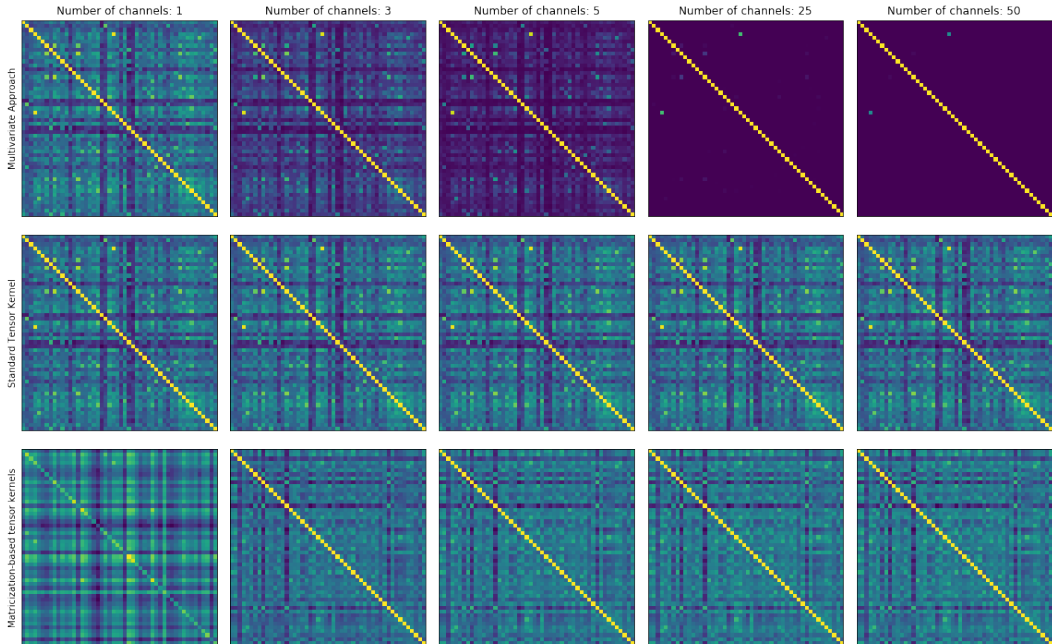 Number of channels: 1
Number of channels: 3
Number of channels: 5
Number of channels: 25
Number of channels: 50
Multivariate Approach
Standard Tensor Kernel
Matricization-based tensor kernels